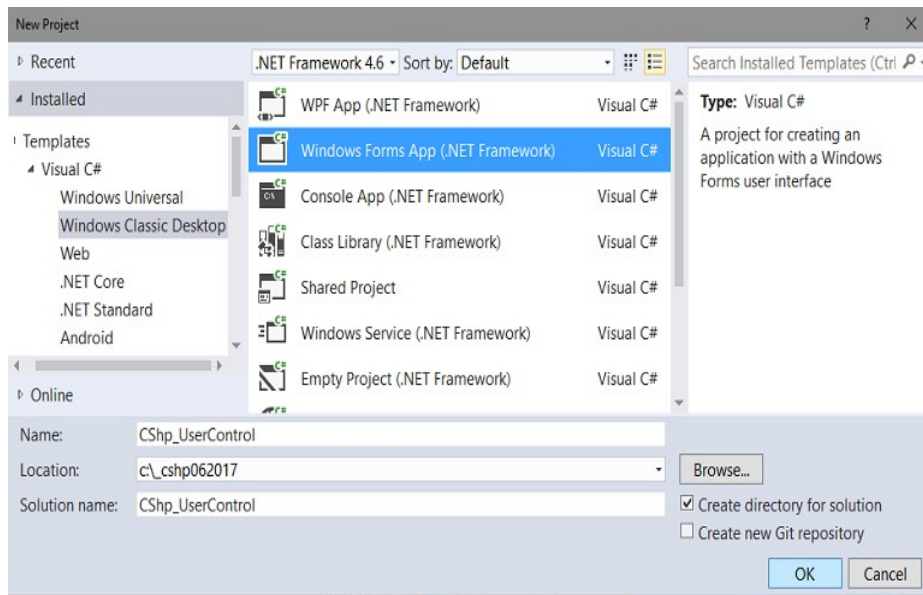 New Project
? X
Recent
Installed
Templates
Visual C#
Windows Universal
Windows Classic Desktop
Web
.NET Core
.NET Standard
Android
Online
.NET Framework 4.6 Sort by: Default
WPF App (.NET Framework) Visual C#
Windows Forms App (.NET Framework) Visual C#
Console App (.NET Framework) Visual C#
Class Library (.NET Framework) Visual C#
Shared Project Visual C#
Windows Service (.NET Framework) Visual C#
Empty Project (.NET Framework) Visual C#
Search Installed Templates (Ctrl
Type: Visual C#
A project for creating an
application with a Windows
Forms user interface
Name: CShp_UserControl
Location: c:\_cshp062017
Browse...
Solution name: CShp_UserControl
Create directory for solution
Create new Git repository
OK Cancel